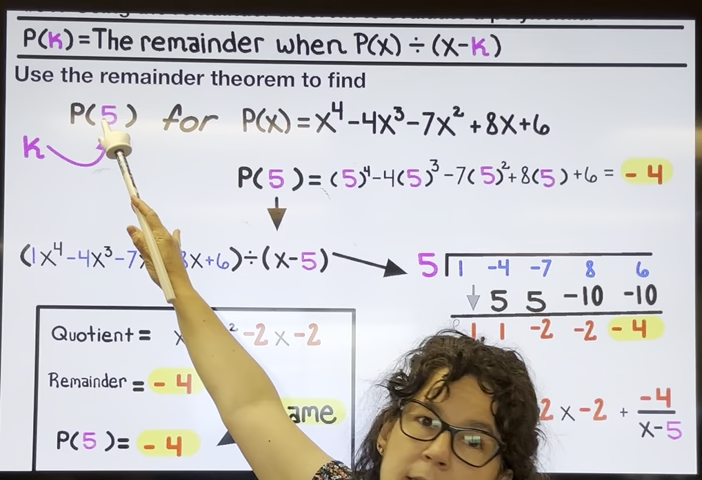 P(K)=The remainder when P(x)÷(x-K)
Use the remainder theorem to find
P(5) for P(x)=x⁴-4x³-7x²+8x+6
K
P(5)=(5)⁴-4(5)³-7(5)²+8(5)+6=-4
(1x⁴-4x³-7x x+6)÷(x-5)
5 1 -4 -7 8 6
5 5 -10 -10
1 1 -2 -2 -4
Quotient= x ² -2x-2
Remainder=-4
P(5)=-4
2x-2+ -4
x-5